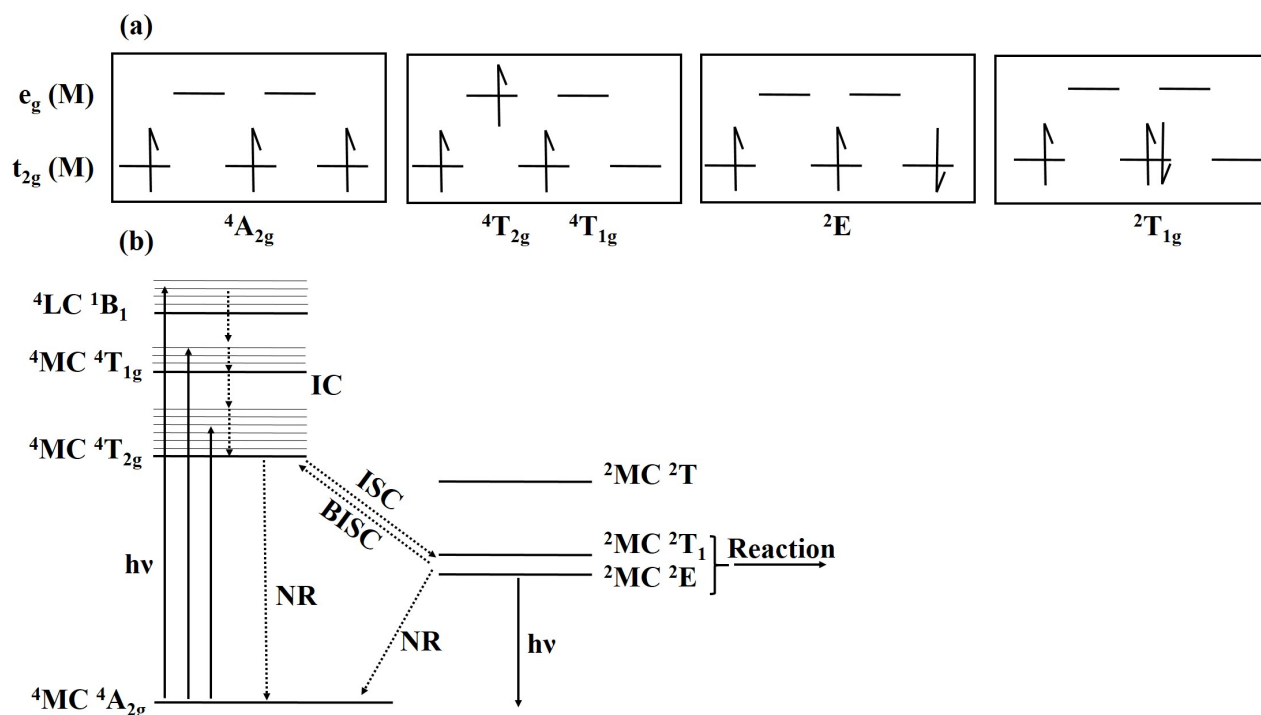 (a)
e_g (M)
t_2g (M)
⁴A_2g
⁴T_2g ⁴T_1g
²E
²T_1g
(b)
⁴LC ¹B₁
⁴MC ⁴T_1g
IC
⁴MC ⁴T_2g
ISC
BISC
²MC ²T
²MC ²T₁
²MC ²E
Reaction
hν
NR
NR
hν
⁴MC ⁴A_2g